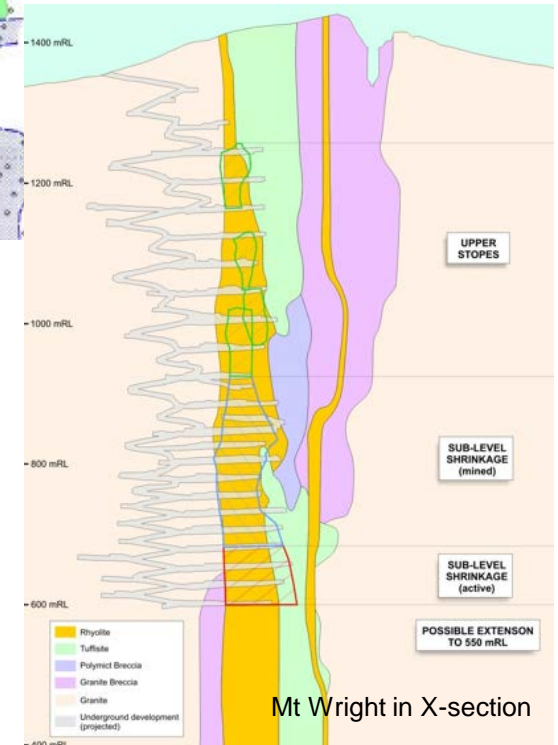 1400 mRL
1200 mRL
UPPER
STOPES
1000 mRL
800 mRL
SUB-LEVEL
SHRINKAGE
(mined)
SUB-LEVEL
SHRINKAGE
(active)
600 mRL
POSSIBLE EXTENSON
TO 550 mRL
Rhyolite
Tuffisite
Polymict Breccia
Granite Breccia
Granite
Underground development
(projected)
Mt Wright in X-section
400 mRL